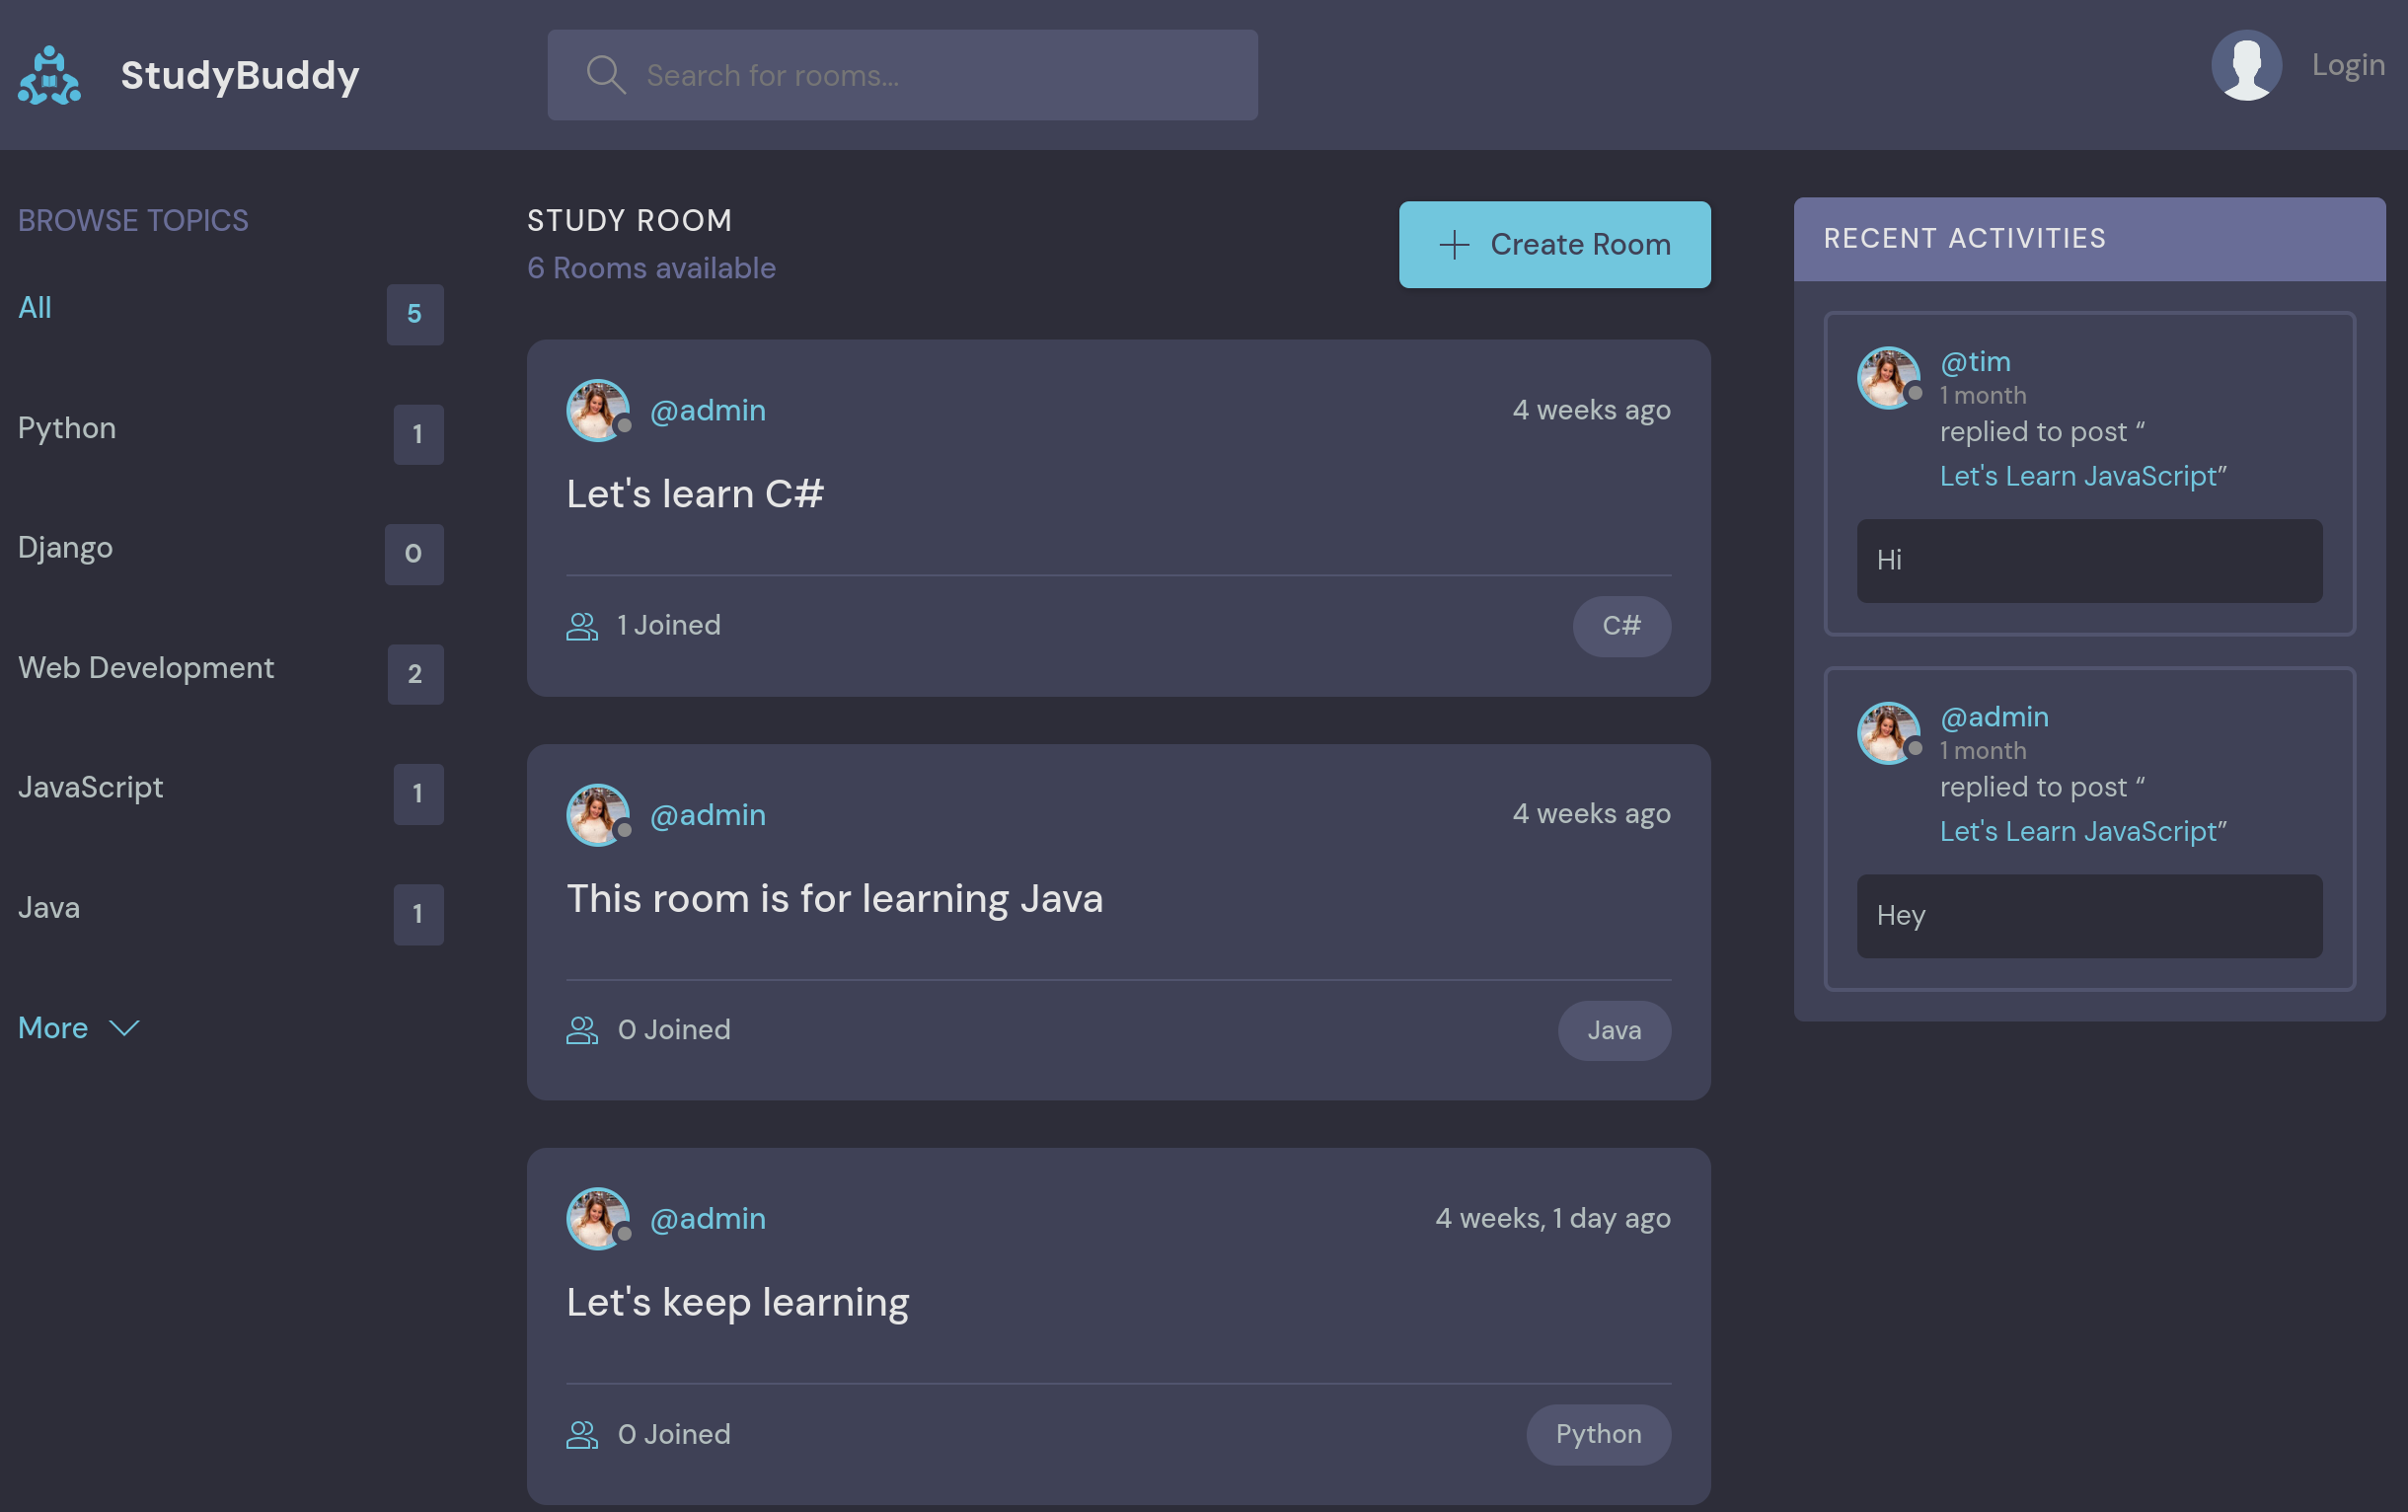 StudyBuddy
Search for rooms...
Login
BROWSE TOPICS
All 5
Python 1
Django 0
Web Development 2
JavaScript 1
Java 1
More
STUDY ROOM
6 Rooms available
Create Room
@admin 4 weeks ago
Let's learn C#
1 Joined C#
@admin 4 weeks ago
This room is for learning Java
0 Joined Java
@admin 4 weeks, 1 day ago
Let's keep learning
0 Joined Python
RECENT ACTIVITIES
@tim
1 month
replied to post “
Let's Learn JavaScript”
Hi
@admin
1 month
replied to post “
Let's Learn JavaScript”
Hey